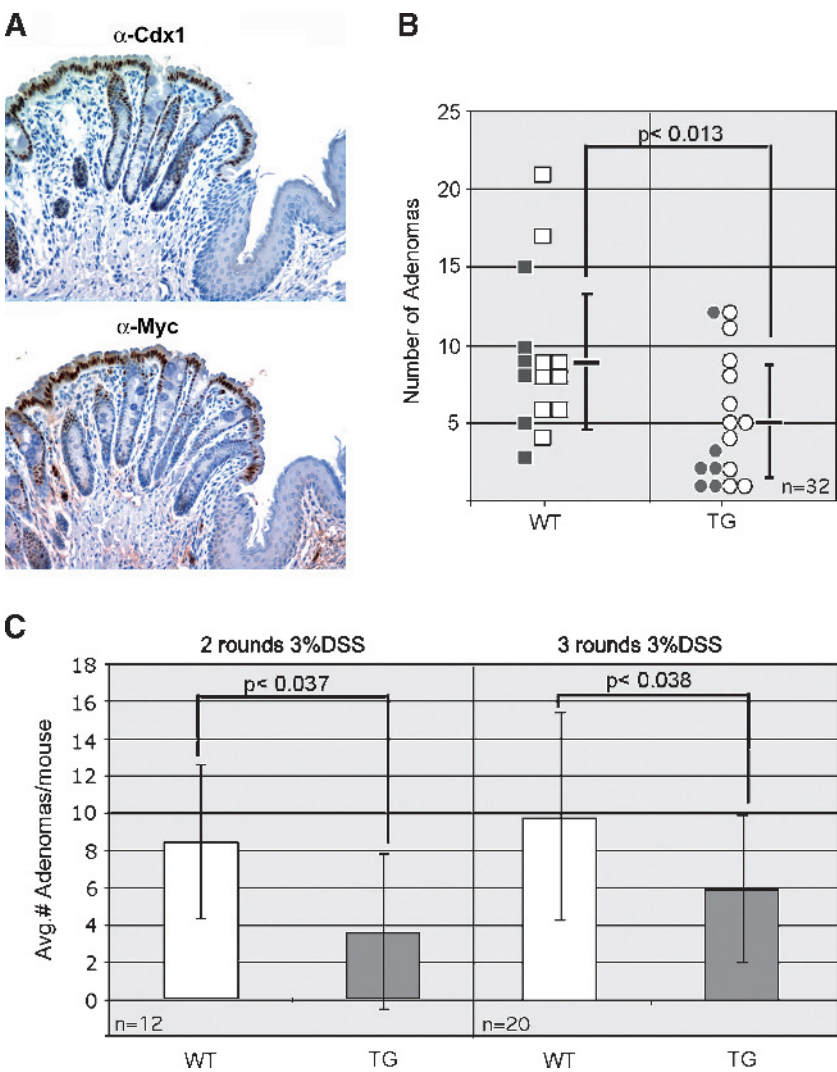 A
α-Cdx1
α-Myc
B
25
20
15
10
5
Number of Adenomas
p< 0.013
n=32
WT
TG
C
2 rounds 3%DSS
3 rounds 3%DSS
18
16
14
12
10
8
6
4
2
0
Avg.# Adenomas/mouse
p< 0.037
p< 0.038
n=12
n=20
WT
TG
WT
TG